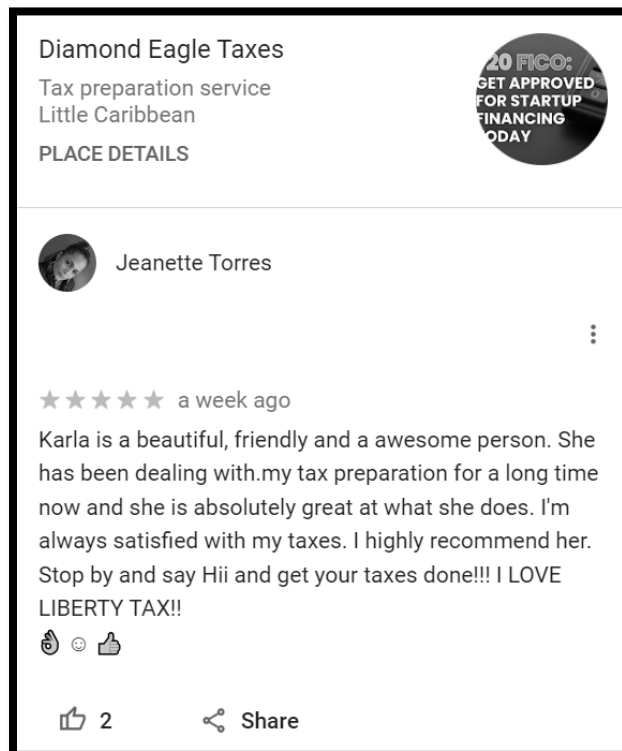 Diamond Eagle Taxes
Tax preparation service
Little Caribbean
PLACE DETAILS
20 FICO:
GET APPROVED
FOR STARTUP
FINANCING
ODAY
Jeanette Torres
a week ago
Karla is a beautiful, friendly and a awesome person. She
has been dealing with.my tax preparation for a long time
now and she is absolutely great at what she does. I'm
always satisfied with my taxes. I highly recommend her.
Stop by and say Hii and get your taxes done!!! I LOVE
LIBERTY TAX!!
👌 ☺ 👍
2
Share